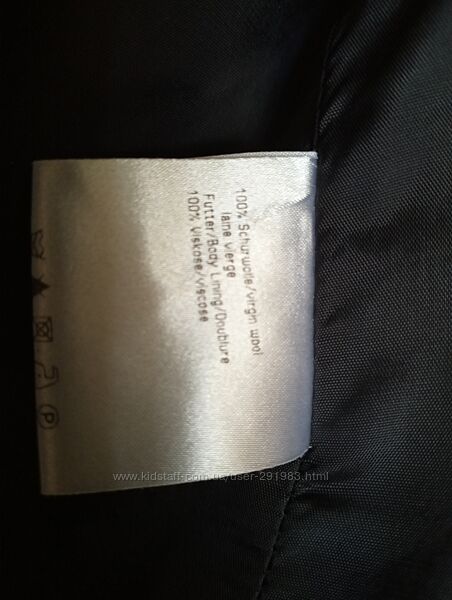 100% Schurwolle/virgin wool
laine vierge
Futter/Body Lining/Doublure
100% Viskose/viscose
P
www.kidstaff.com.ua/user-291983.html